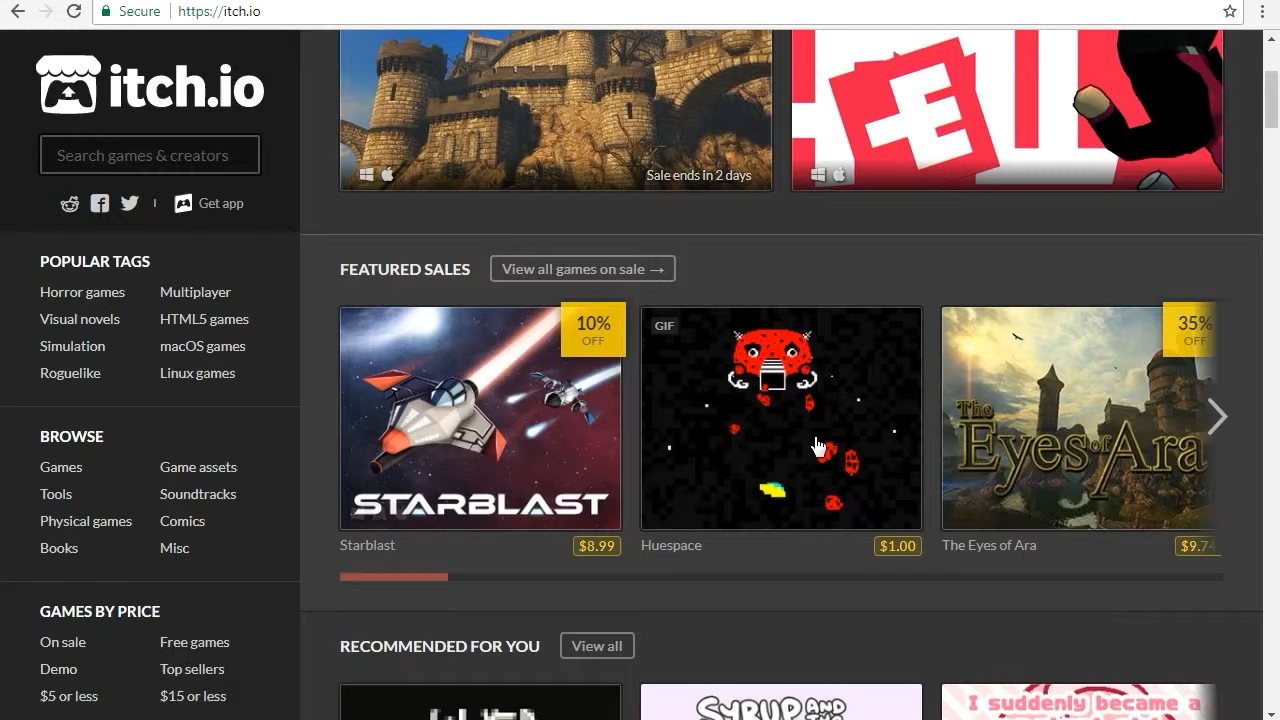 Secure
https://itch.io
itch.io
Search games & creators
Get app
POPULAR TAGS
Horror games
Multiplayer
Visual novels
HTML5 games
Simulation
macOS games
Roguelike
Linux games
BROWSE
Games
Game assets
Tools
Soundtracks
Physical games
Comics
Books
Misc
GAMES BY PRICE
On sale
Free games
Demo
Top sellers
$5 or less
$15 or less
Sale ends in 2 days
FEATURED SALES
View all games on sale →
10%
OFF
STARBLAST
Starblast
$8.99
GIF
Huespace
$1.00
35%
OFF
The
Eyes of Ara
The Eyes of Ara
$9.74
RECOMMENDED FOR YOU
View all
SYRUP AND
I suddenly became a